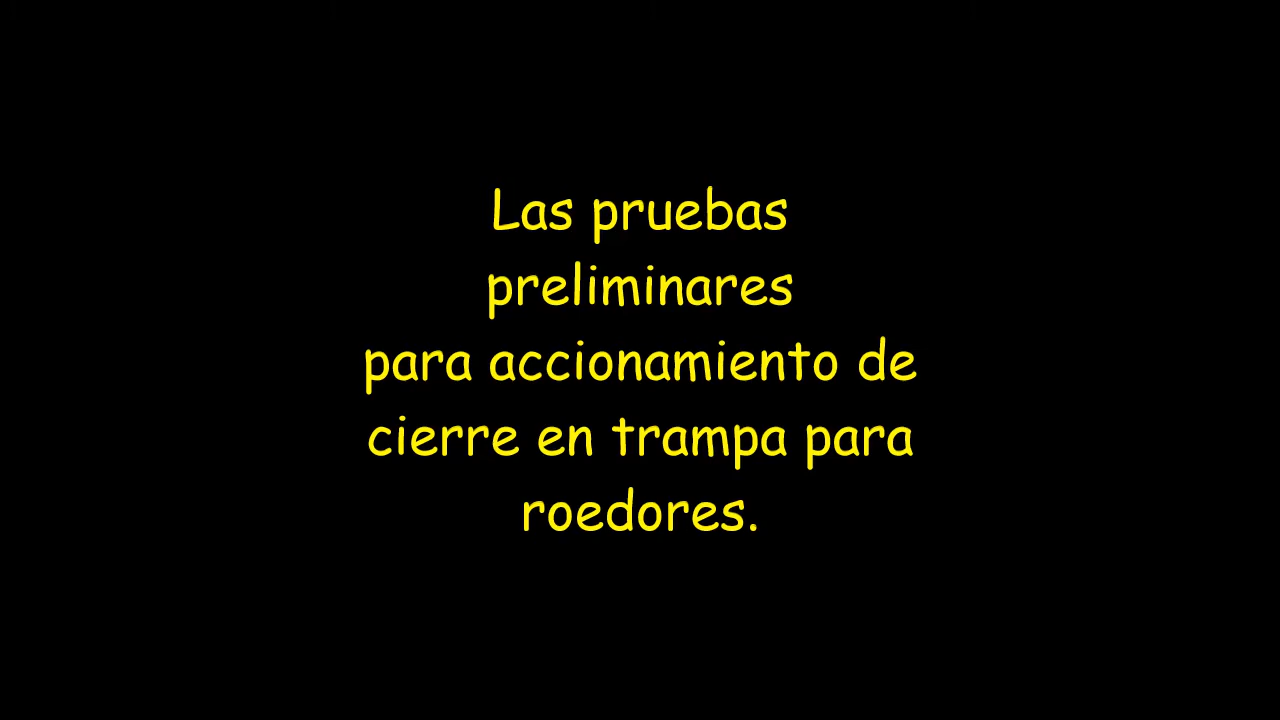 Las pruebas
preliminares
para accionamiento de
cierre en trampa para
roedores.